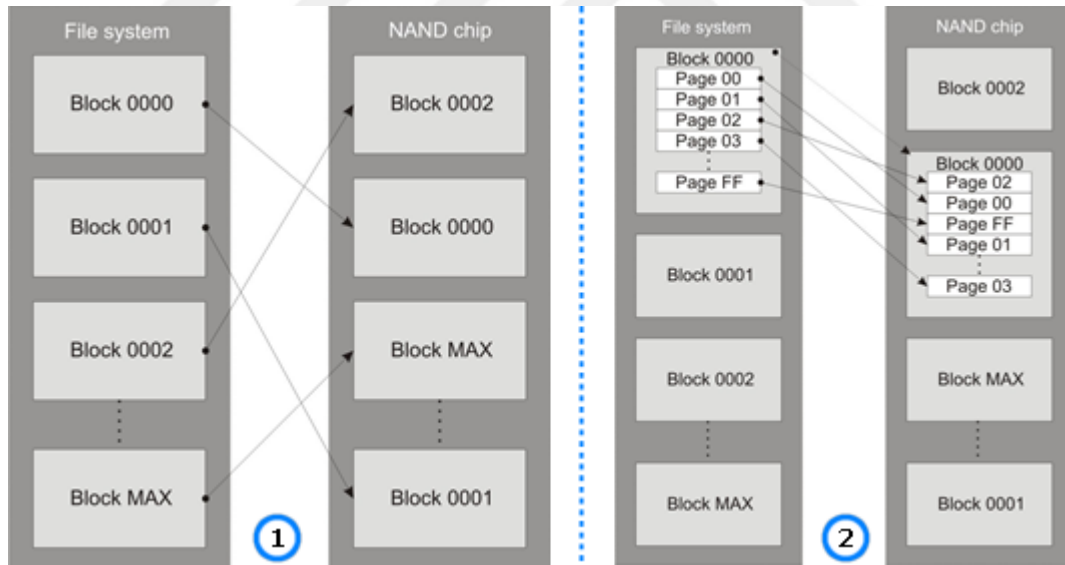 File system
Block 0000
Block 0001
Block 0002
Block MAX
NAND chip
Block 0002
Block 0000
Block MAX
Block 0001
1
File system
Block 0000
Page 00
Page 01
Page 02
Page 03
Page FF
Block 0001
Block 0002
Block MAX
NAND chip
Block 0002
Block 0000
Page 02
Page 00
Page FF
Page 01
Page 03
Block MAX
Block 0001
2